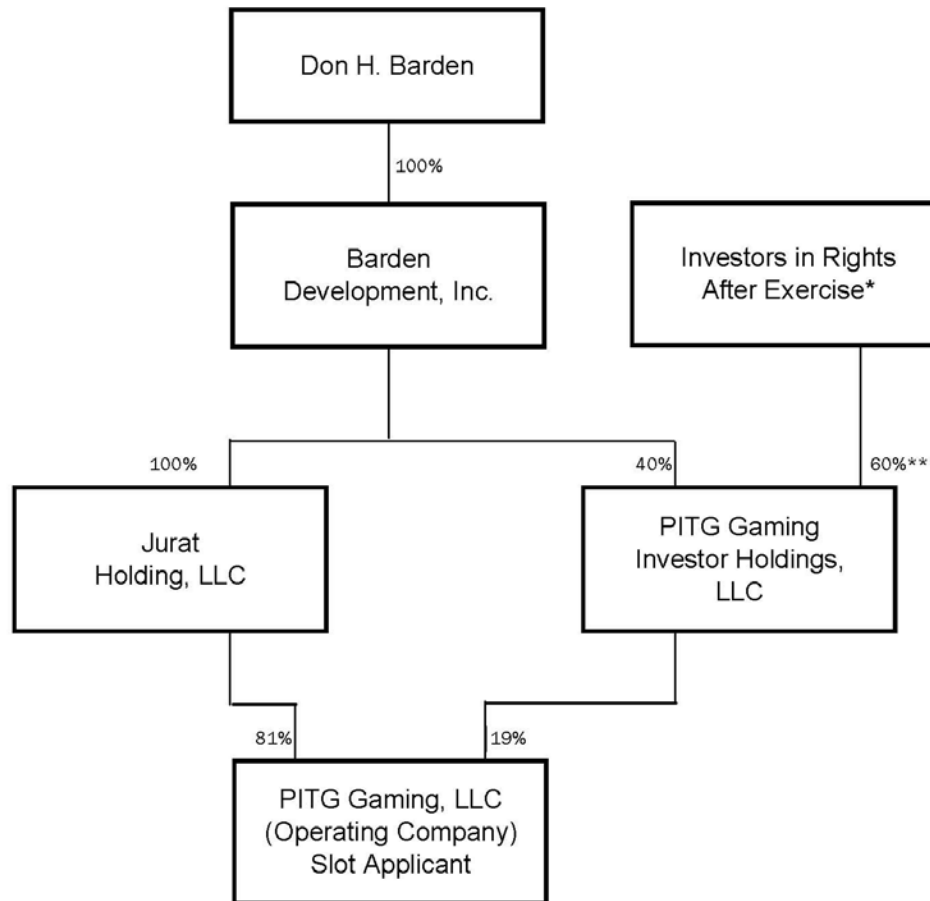 Don H. Barden
100%
Barden
Development, Inc.
Investors in Rights
After Exercise*
100%
40%
60%**
Jurat
Holding, LLC
PITG Gaming
Investor Holdings,
LLC
81%
19%
PITG Gaming, LLC
(Operating Company)
Slot Applicant